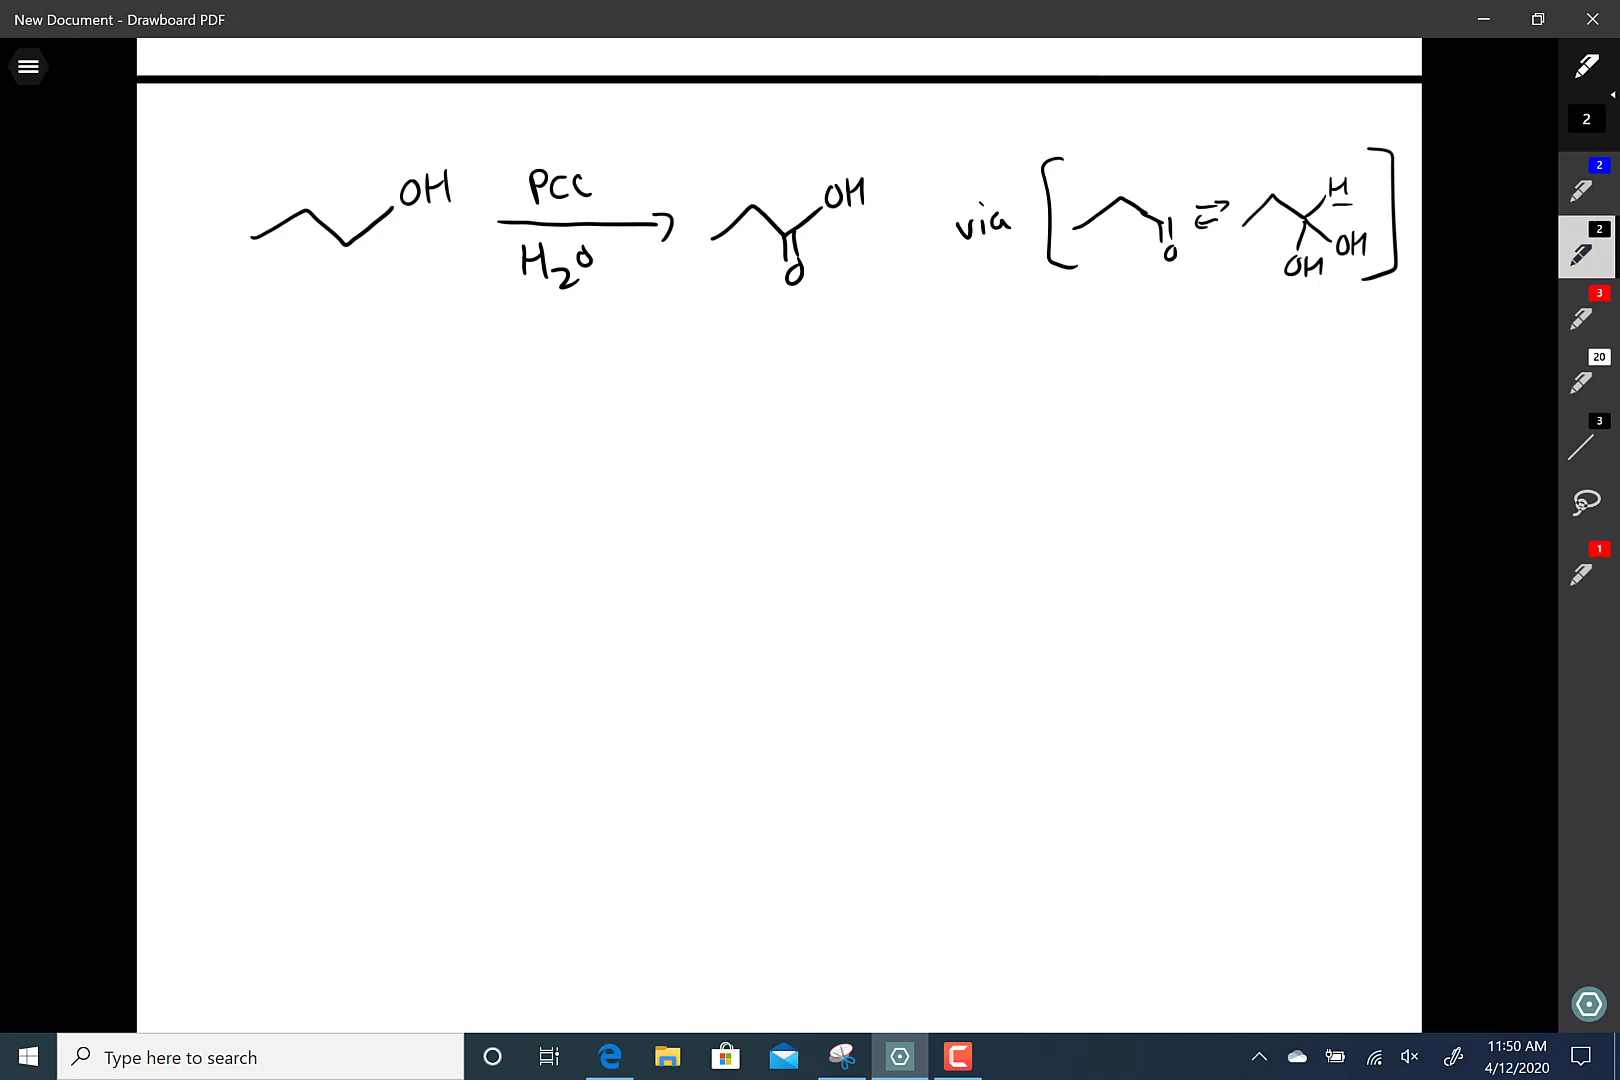 New Document - Drawboard PDF
2
2
2
3
20
3
1
OH
PCC
H2O
OH
O
via
O
H
OH
OH
Type here to search
11:50 AM
4/12/2020